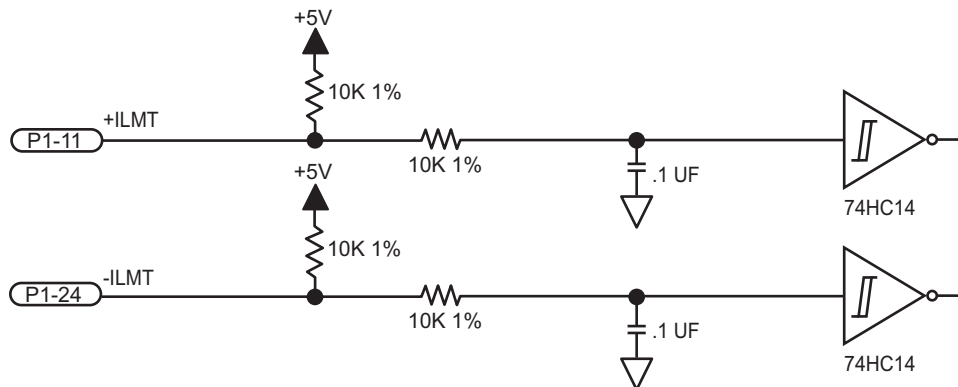 +5V
10K 1%
+ILMT
P1-11
10K 1%
.1 UF
74HC14
+5V
10K 1%
-ILMT
P1-24
10K 1%
.1 UF
74HC14